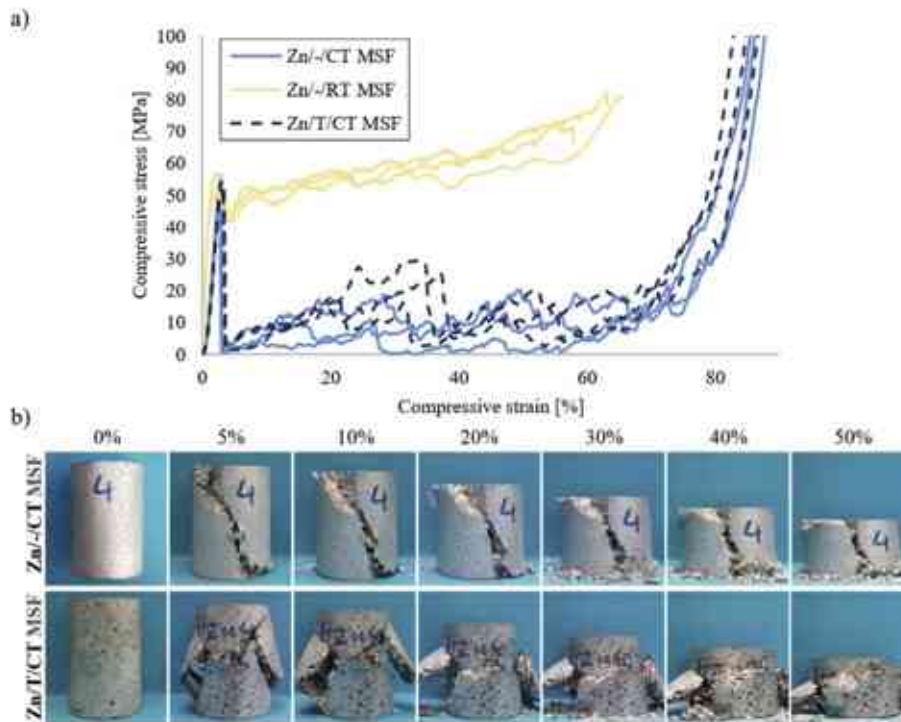 a)
100
90
80
70
60
50
40
30
20
10
0
Compressive stress [MPa]
Zn/-/CT MSF
Zn/-/RT MSF
Zn/T/CT MSF
0 20 40 60 80
Compressive strain [%]
b)
0% 5% 10% 20% 30% 40% 50%
Zn/-/CT MSF
4 4 4 4 4 4 4
Zn/T/CT MSF